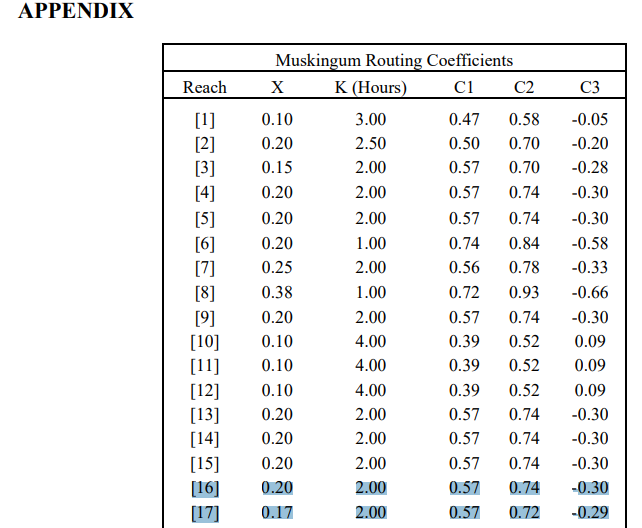 APPENDIX
Muskingum Routing Coefficients
Reach X K (Hours) C1 C2 C3
[1] 0.10 3.00 0.47 0.58 -0.05
[2] 0.20 2.50 0.50 0.70 -0.20
[3] 0.15 2.00 0.57 0.70 -0.28
[4] 0.20 2.00 0.57 0.74 -0.30
[5] 0.20 2.00 0.57 0.74 -0.30
[6] 0.20 1.00 0.74 0.84 -0.58
[7] 0.25 2.00 0.56 0.78 -0.33
[8] 0.38 1.00 0.72 0.93 -0.66
[9] 0.20 2.00 0.57 0.74 -0.30
[10] 0.10 4.00 0.39 0.52 0.09
[11] 0.10 4.00 0.39 0.52 0.09
[12] 0.10 4.00 0.39 0.52 0.09
[13] 0.20 2.00 0.57 0.74 -0.30
[14] 0.20 2.00 0.57 0.74 -0.30
[15] 0.20 2.00 0.57 0.74 -0.30
[16] 0.20 2.00 0.57 0.74 -0.30
[17] 0.17 2.00 0.57 0.72 -0.29